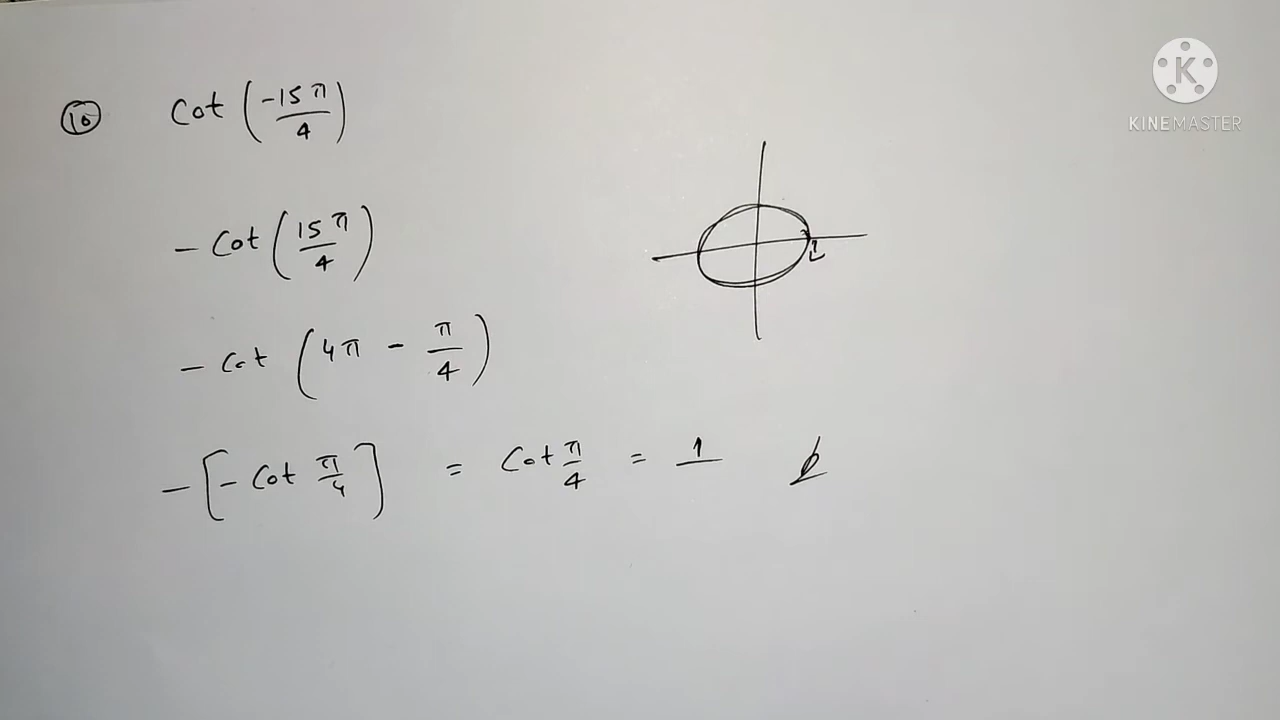 K
KINEMASTER
10 Cot (-15π/4)
- Cot (15π/4)
- Cot (4π - π/4)
- [- Cot π/4] = Cot π/4 = 1